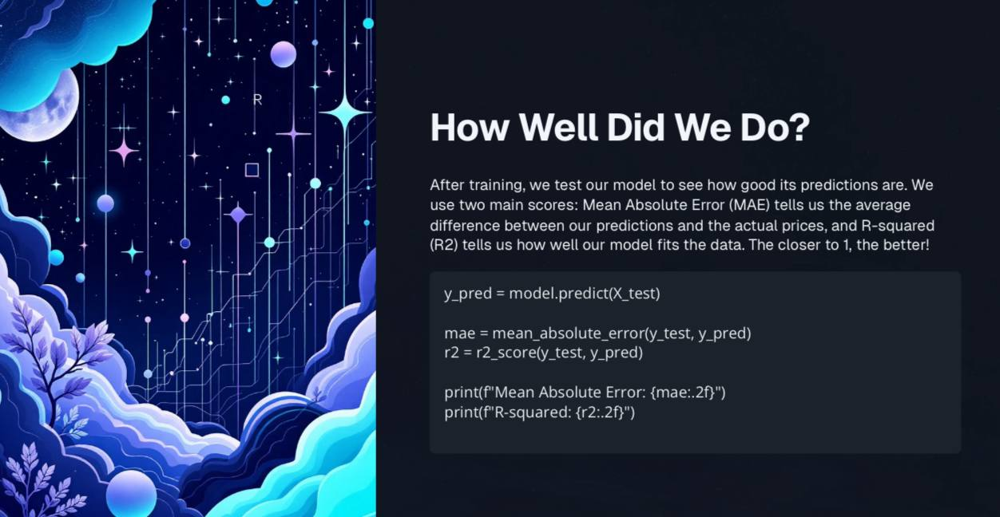 R
How Well Did We Do?
After training, we test our model to see how good its predictions are. We
use two main scores: Mean Absolute Error (MAE) tells us the average
difference between our predictions and the actual prices, and R-squared
(R2) tells us how well our model fits the data. The closer to 1, the better!
y_pred = model.predict(X_test)
mae = mean_absolute_error(y_test, y_pred)
r2 = r2_score(y_test, y_pred)
print(f"Mean Absolute Error: {mae:.2f}")
print(f"R-squared: {r2:.2f}")